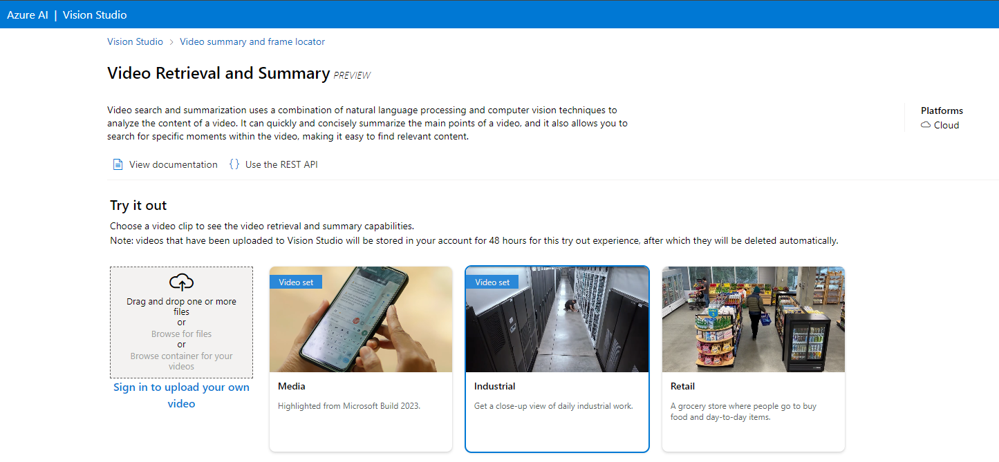 Azure AI | Vision Studio
Vision Studio > Video summary and frame locator
Video Retrieval and Summary PREVIEW
Video search and summarization uses a combination of natural language processing and computer vision techniques to
analyze the content of a video. It can quickly and concisely summarize the main points of a video, and it also allows you to
search for specific moments within the video, making it easy to find relevant content.
Platforms
Cloud
View documentation
{} Use the REST API
Try it out
Choose a video clip to see the video retrieval and summary capabilities.
Note: videos that have been uploaded to Vision Studio will be stored in your account for 48 hours for this try out experience, after which they will be deleted automatically.
Drag and drop one or more
files
or
Browse for files
or
Browse container for your
videos
Sign in to upload your own
video
Video set
Media
Highlighted from Microsoft Build 2023.
Video set
Industrial
Get a close-up view of daily industrial work.
Retail
A grocery store where people go to buy
food and day-to-day items.